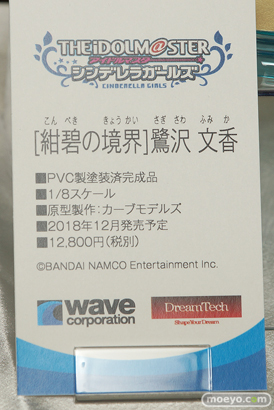 THE iDOLM@STER
アイドルマスター
シンデレラガールズ
CINDERELLA GIRLS
こん ぺき きょう かい さぎ さわ ふみ か
[紺碧の境界]鷺沢 文香
■PVC製塗装済完成品
■1/8スケール
■原型製作:カーブモデルズ
■2018年12月発売予定
■12,800円(税別)
©BANDAI NAMCO Entertainment Inc.
wave
corporation
DreamTech
ShapeYourDream
moeyo.com